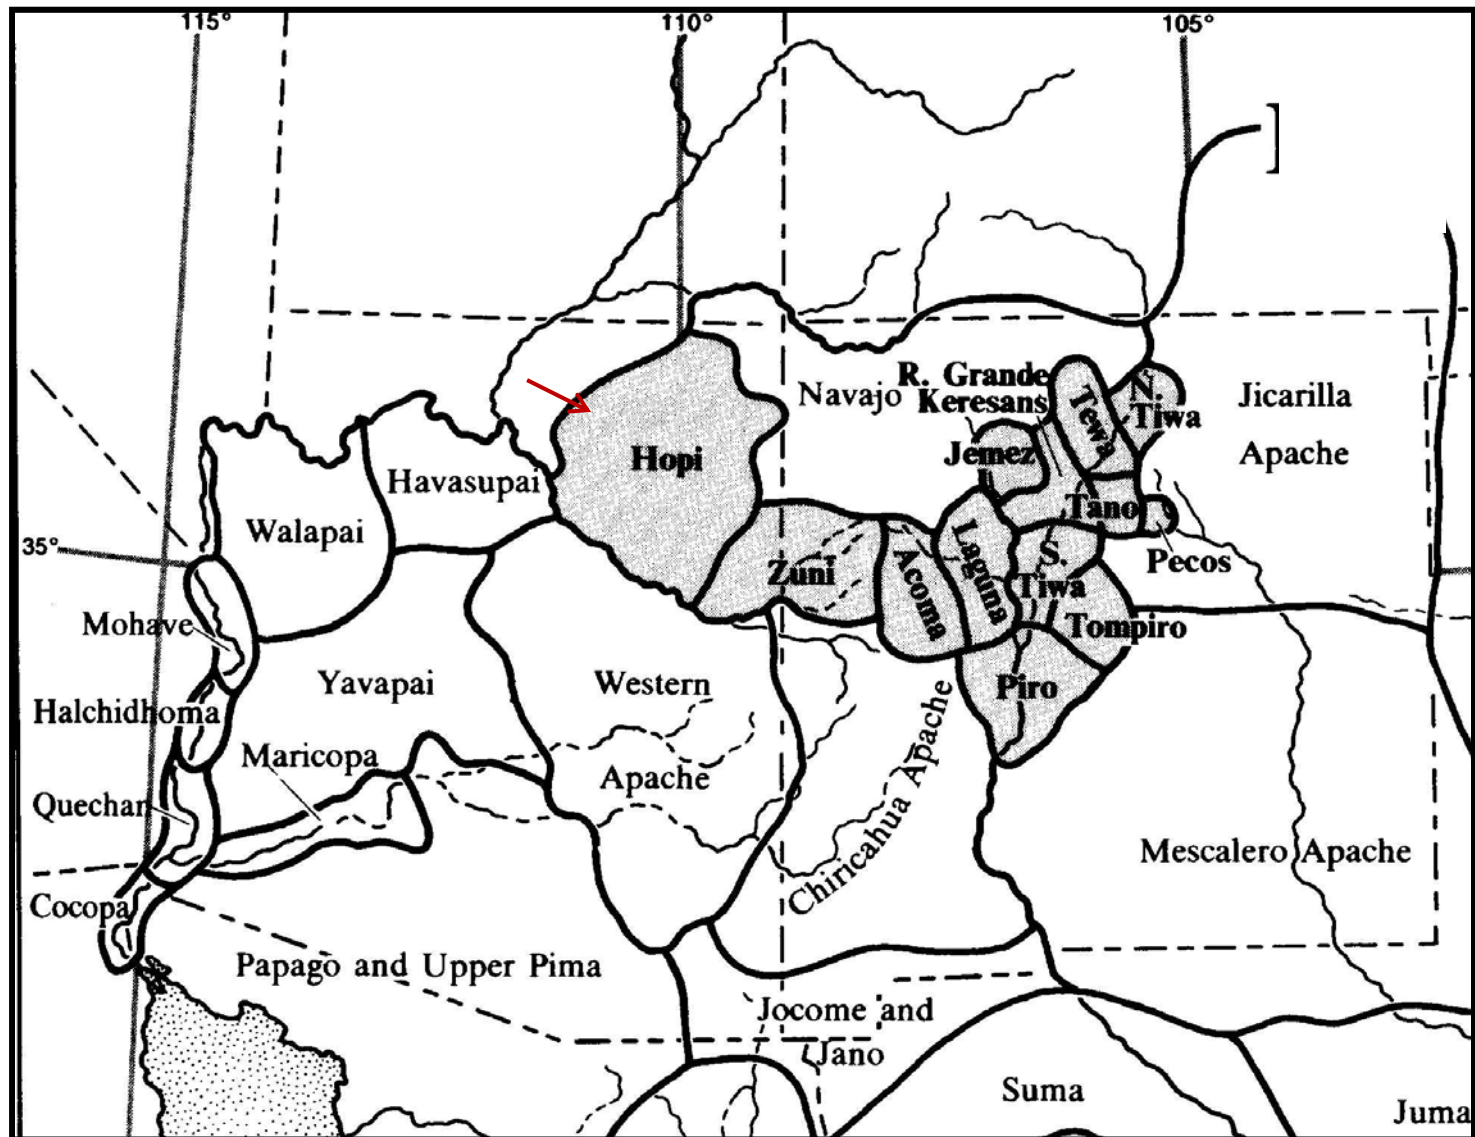 115°
110°
105°
]
R. Grande
Keresans
Navajo
Tewa
N.
Tiwa
Jicarilla
Apache
Jemez
Hopi
Havasupai
Walapai
Tano
Pecos
35°
Zuni
Acoma
Laguna
S.
Tiwa
Tompiro
Mohave
Yavapai
Western
Apache
Piro
Halchidhoma
Maricopa
Quechan
Chiricahua Apache
Mescalero Apache
Cocopa
Papago and Upper Pima
Jocome and
Jano
Suma
Juma